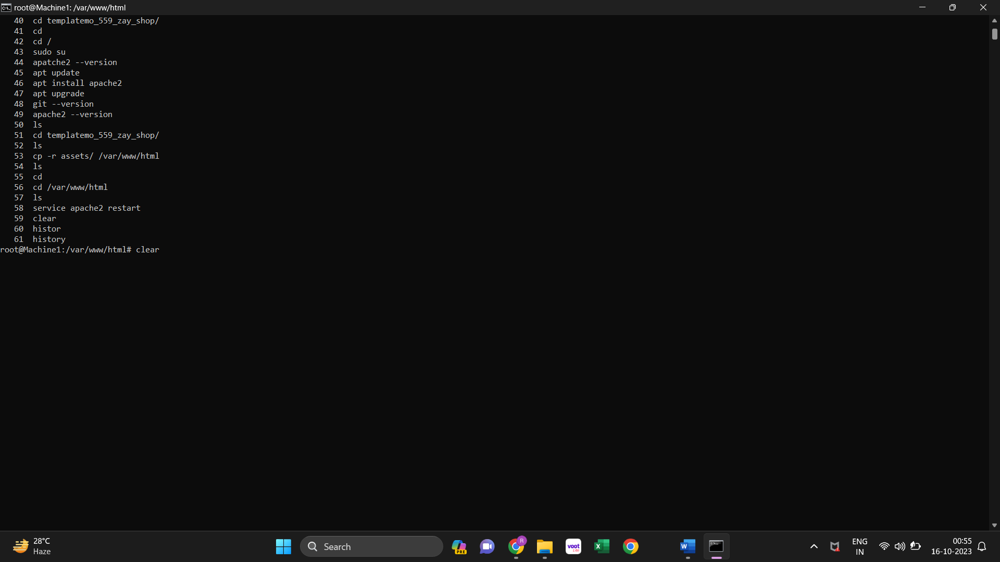 root@Machine1: /var/www/html
40 cd templatemo_559_zay_shop/
41 cd
42 cd /
43 sudo su
44 apatche2 --version
45 apt update
46 apt install apache2
47 apt upgrade
48 git --version
49 apache2 --version
50 ls
51 cd templatemo_559_zay_shop/
52 ls
53 cp -r assets/ /var/www/html
54 ls
55 cd
56 cd /var/www/html
57 ls
58 service apache2 restart
59 clear
60 histor
61 history
root@Machine1:/var/www/html# clear
28°C
Haze
Search
PRE
R
voot
Lite
X
W
ENG
IN
00:55
16-10-2023